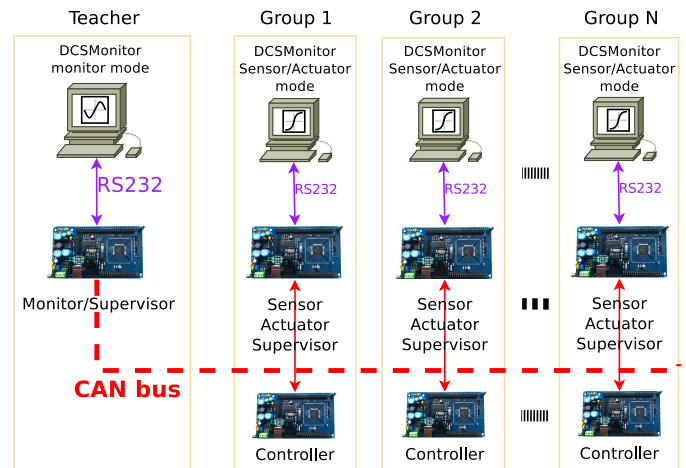 Teacher
DCSMonitor
monitor mode
RS232
Monitor/Supervisor
CAN bus
Group 1
DCSMonitor
Sensor/Actuator
mode
RS232
Sensor
Actuator
Supervisor
Controller
Group 2
DCSMonitor
Sensor/Actuator
mode
RS232
Sensor
Actuator
Supervisor
Controller
Group N
DCSMonitor
Sensor/Actuator
mode
RS232
Sensor
Actuator
Supervisor
Controller